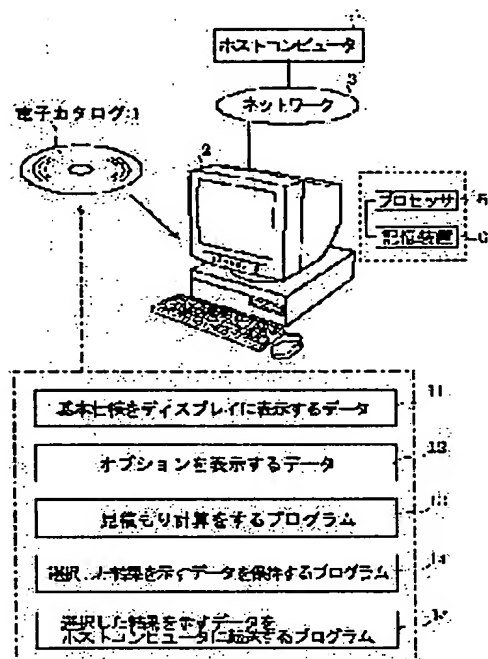 ホストコンピュータ
3
ネットワーク
電子カタログ1
2
プロセッサ
5
記憶装置
6
11
基本仕様をディスプレイに表示するデータ
12
オプションを表示するデータ
13
見積もり計算をするプログラム
14
選択した結果を示すデータを保持するプログラム
選択した結果を示すデータを
ホストコンピュータに転送するプログラム